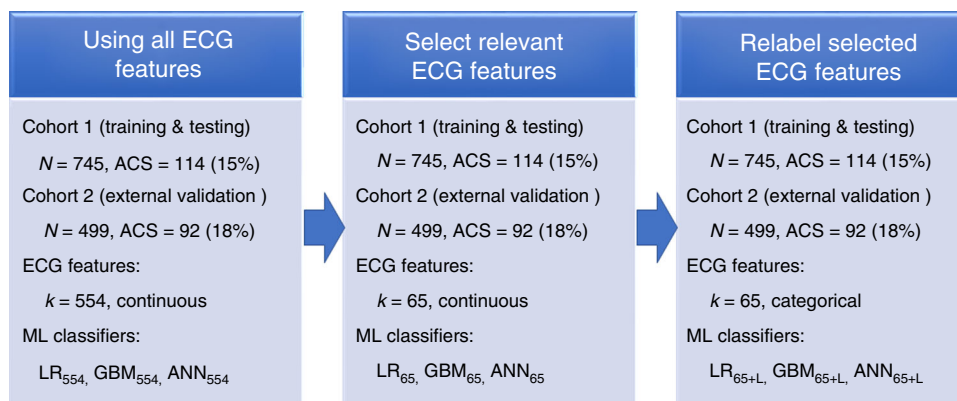 Using all ECG
features
Cohort 1 (training & testing)
N = 745, ACS = 114 (15%)
Cohort 2 (external validation )
N = 499, ACS = 92 (18%)
ECG features:
k = 554, continuous
ML classifiers:
LR554, GBM554, ANN554
Select relevant
ECG features
Cohort 1 (training & testing)
N = 745, ACS = 114 (15%)
Cohort 2 (external validation )
N = 499, ACS = 92 (18%)
ECG features:
k = 65, continuous
ML classifiers:
LR65, GBM65, ANN65
Relabel selected
ECG features
Cohort 1 (training & testing)
N = 745, ACS = 114 (15%)
Cohort 2 (external validation )
N = 499, ACS = 92 (18%)
ECG features:
k = 65, categorical
ML classifiers:
LR65+L, GBM65+L, ANN65+L